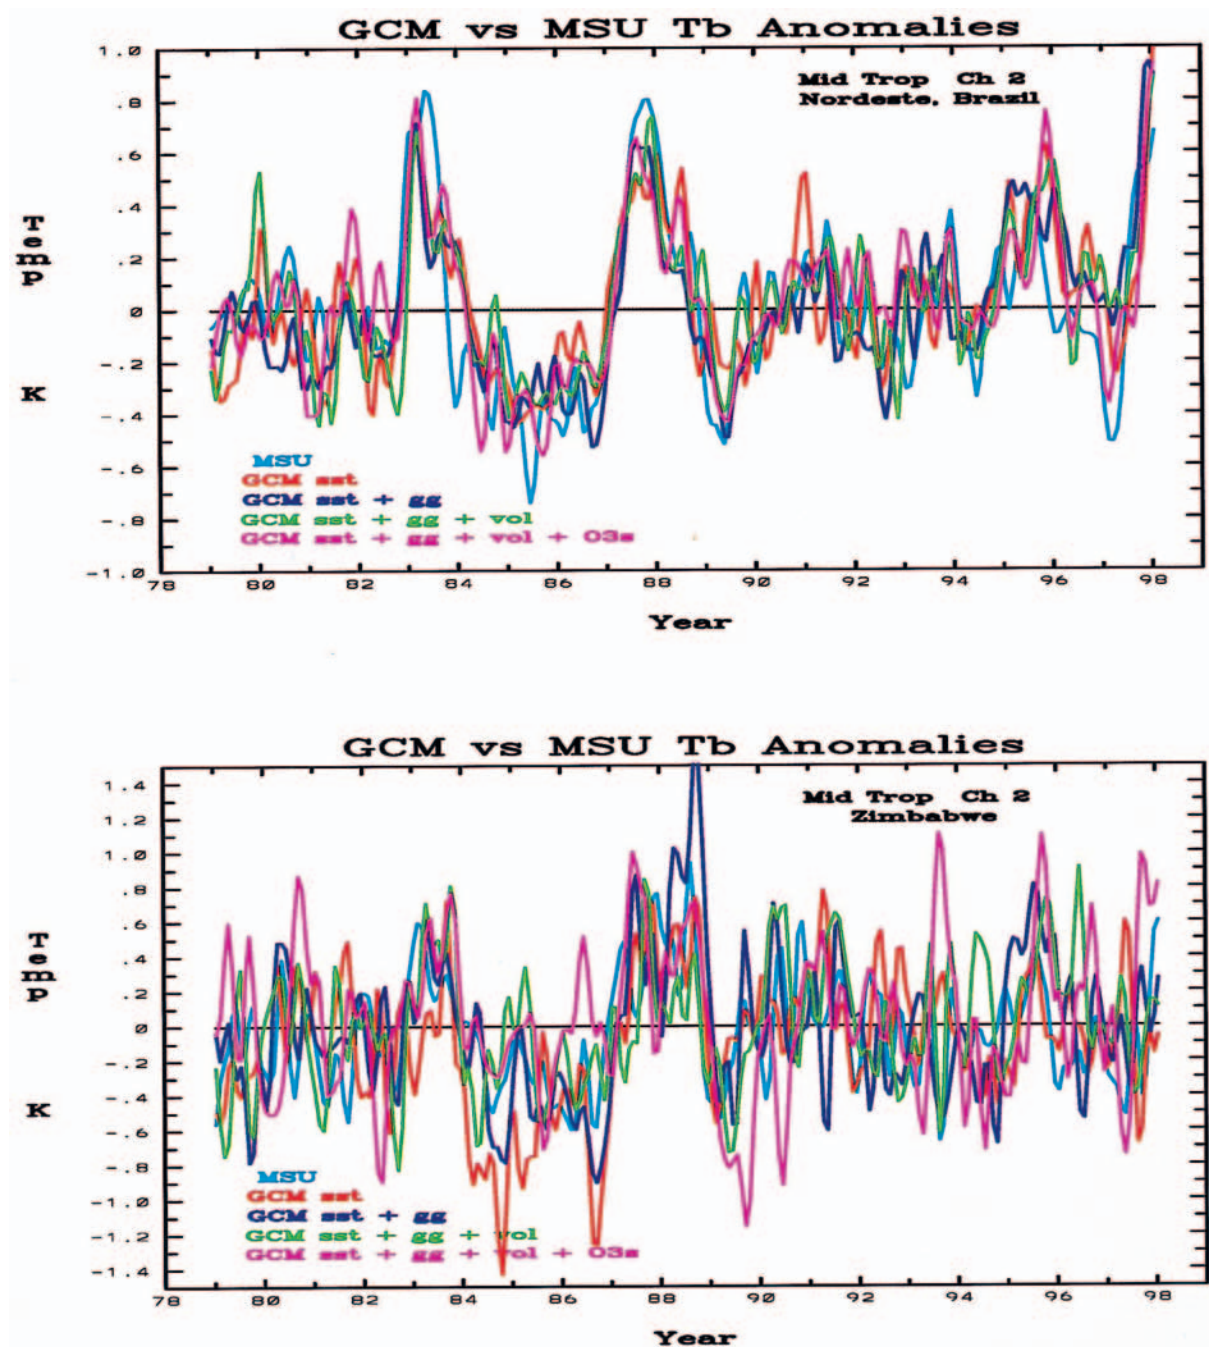 GCM vs MSU Tb Anomalies
1.0
.8
.6
.4
.2
0
-.2
-.4
-.6
-.8
-1.0
Temp K
Mid Trop Ch 2
Nordeste, Brazil
MSU
GCM sst
GCM sst + gg
GCM sst + gg + vol
GCM sst + gg + vol + O3s
78 80 82 84 86 88 90 92 94 96 98
Year
GCM vs MSU Tb Anomalies
1.4
1.2
1.0
.8
.6
.4
.2
0
-.2
-.4
-.6
-.8
-1.0
-1.2
-1.4
Temp K
Mid Trop Ch 2
Zimbabwe
MSU
GCM sst
GCM sst + gg
GCM sst + gg + vol
GCM sst + gg + vol + O3s
78 80 82 84 86 88 90 92 94 96 98
Year